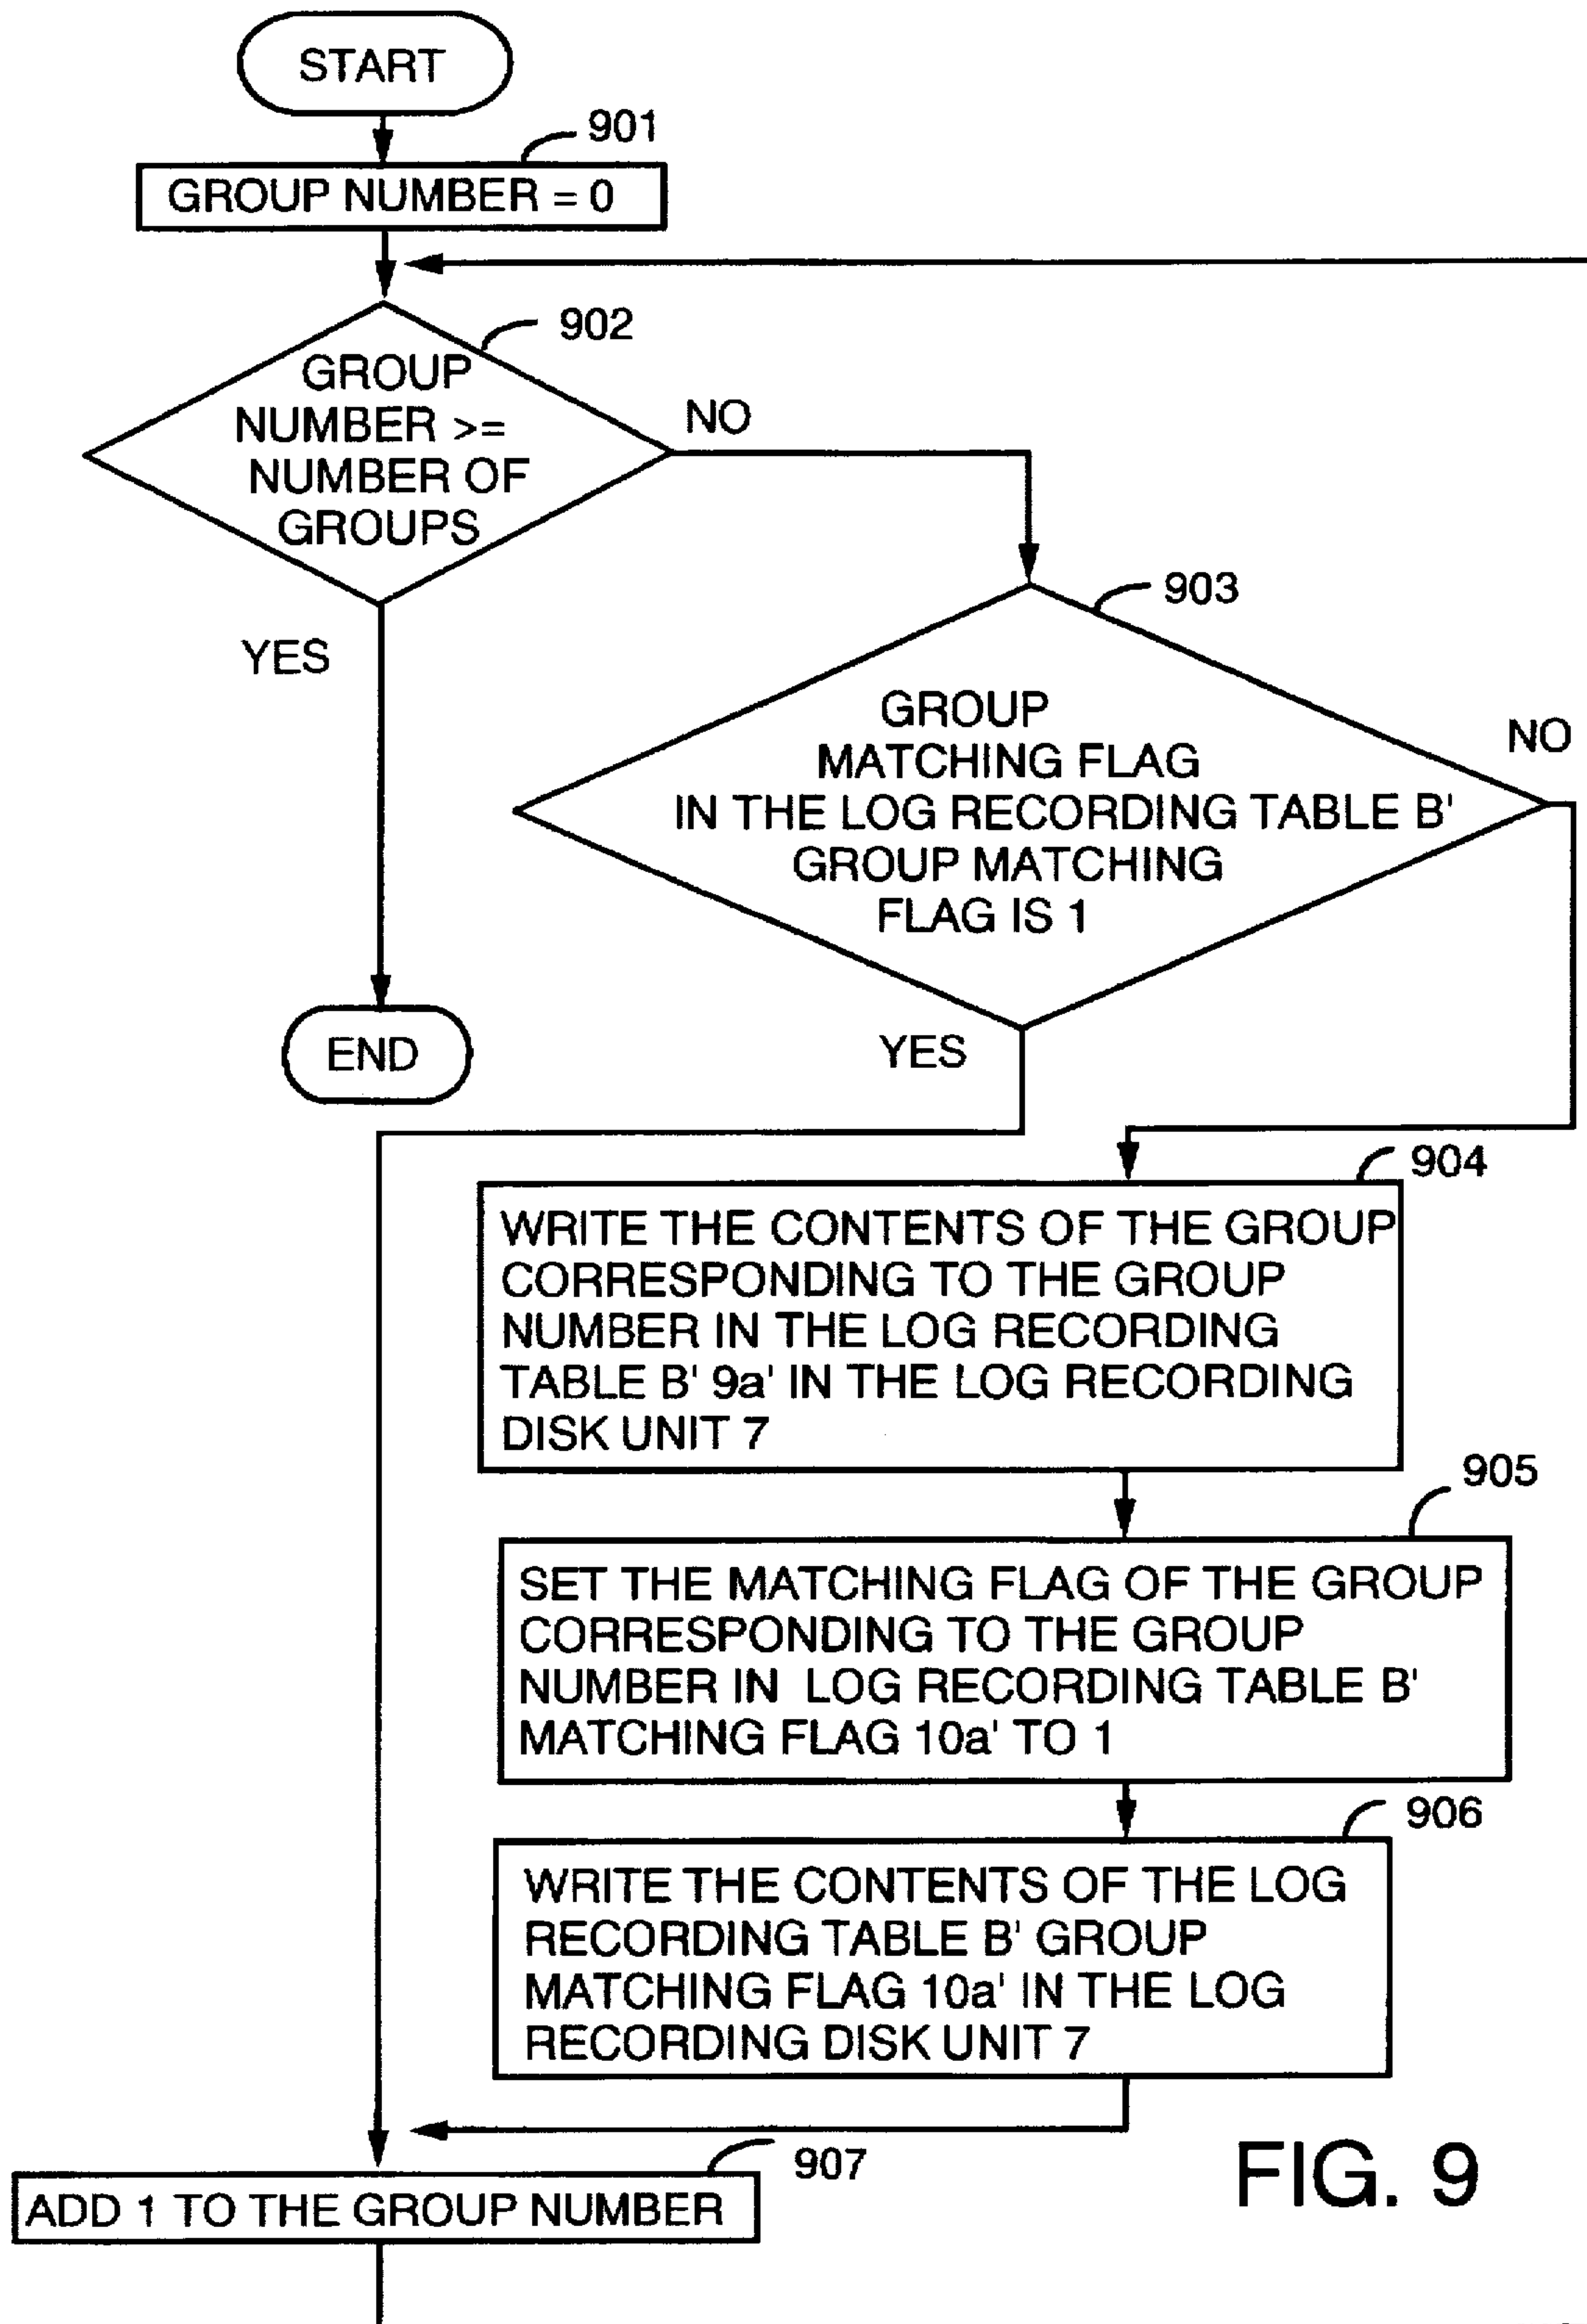 START
901
GROUP NUMBER = 0
902
GROUP
NUMBER >=
NUMBER OF
GROUPS
NO
YES
903
GROUP
MATCHING FLAG
IN THE LOG RECORDING TABLE B'
GROUP MATCHING
FLAG IS 1
NO
YES
END
904
WRITE THE CONTENTS OF THE GROUP
CORRESPONDING TO THE GROUP
NUMBER IN THE LOG RECORDING
TABLE B' 9a' IN THE LOG RECORDING
DISK UNIT 7
905
SET THE MATCHING FLAG OF THE GROUP
CORRESPONDING TO THE GROUP
NUMBER IN LOG RECORDING TABLE B'
MATCHING FLAG 10a' TO 1
906
WRITE THE CONTENTS OF THE LOG
RECORDING TABLE B' GROUP
MATCHING FLAG 10a' IN THE LOG
RECORDING DISK UNIT 7
907
ADD 1 TO THE GROUP NUMBER
FIG. 9